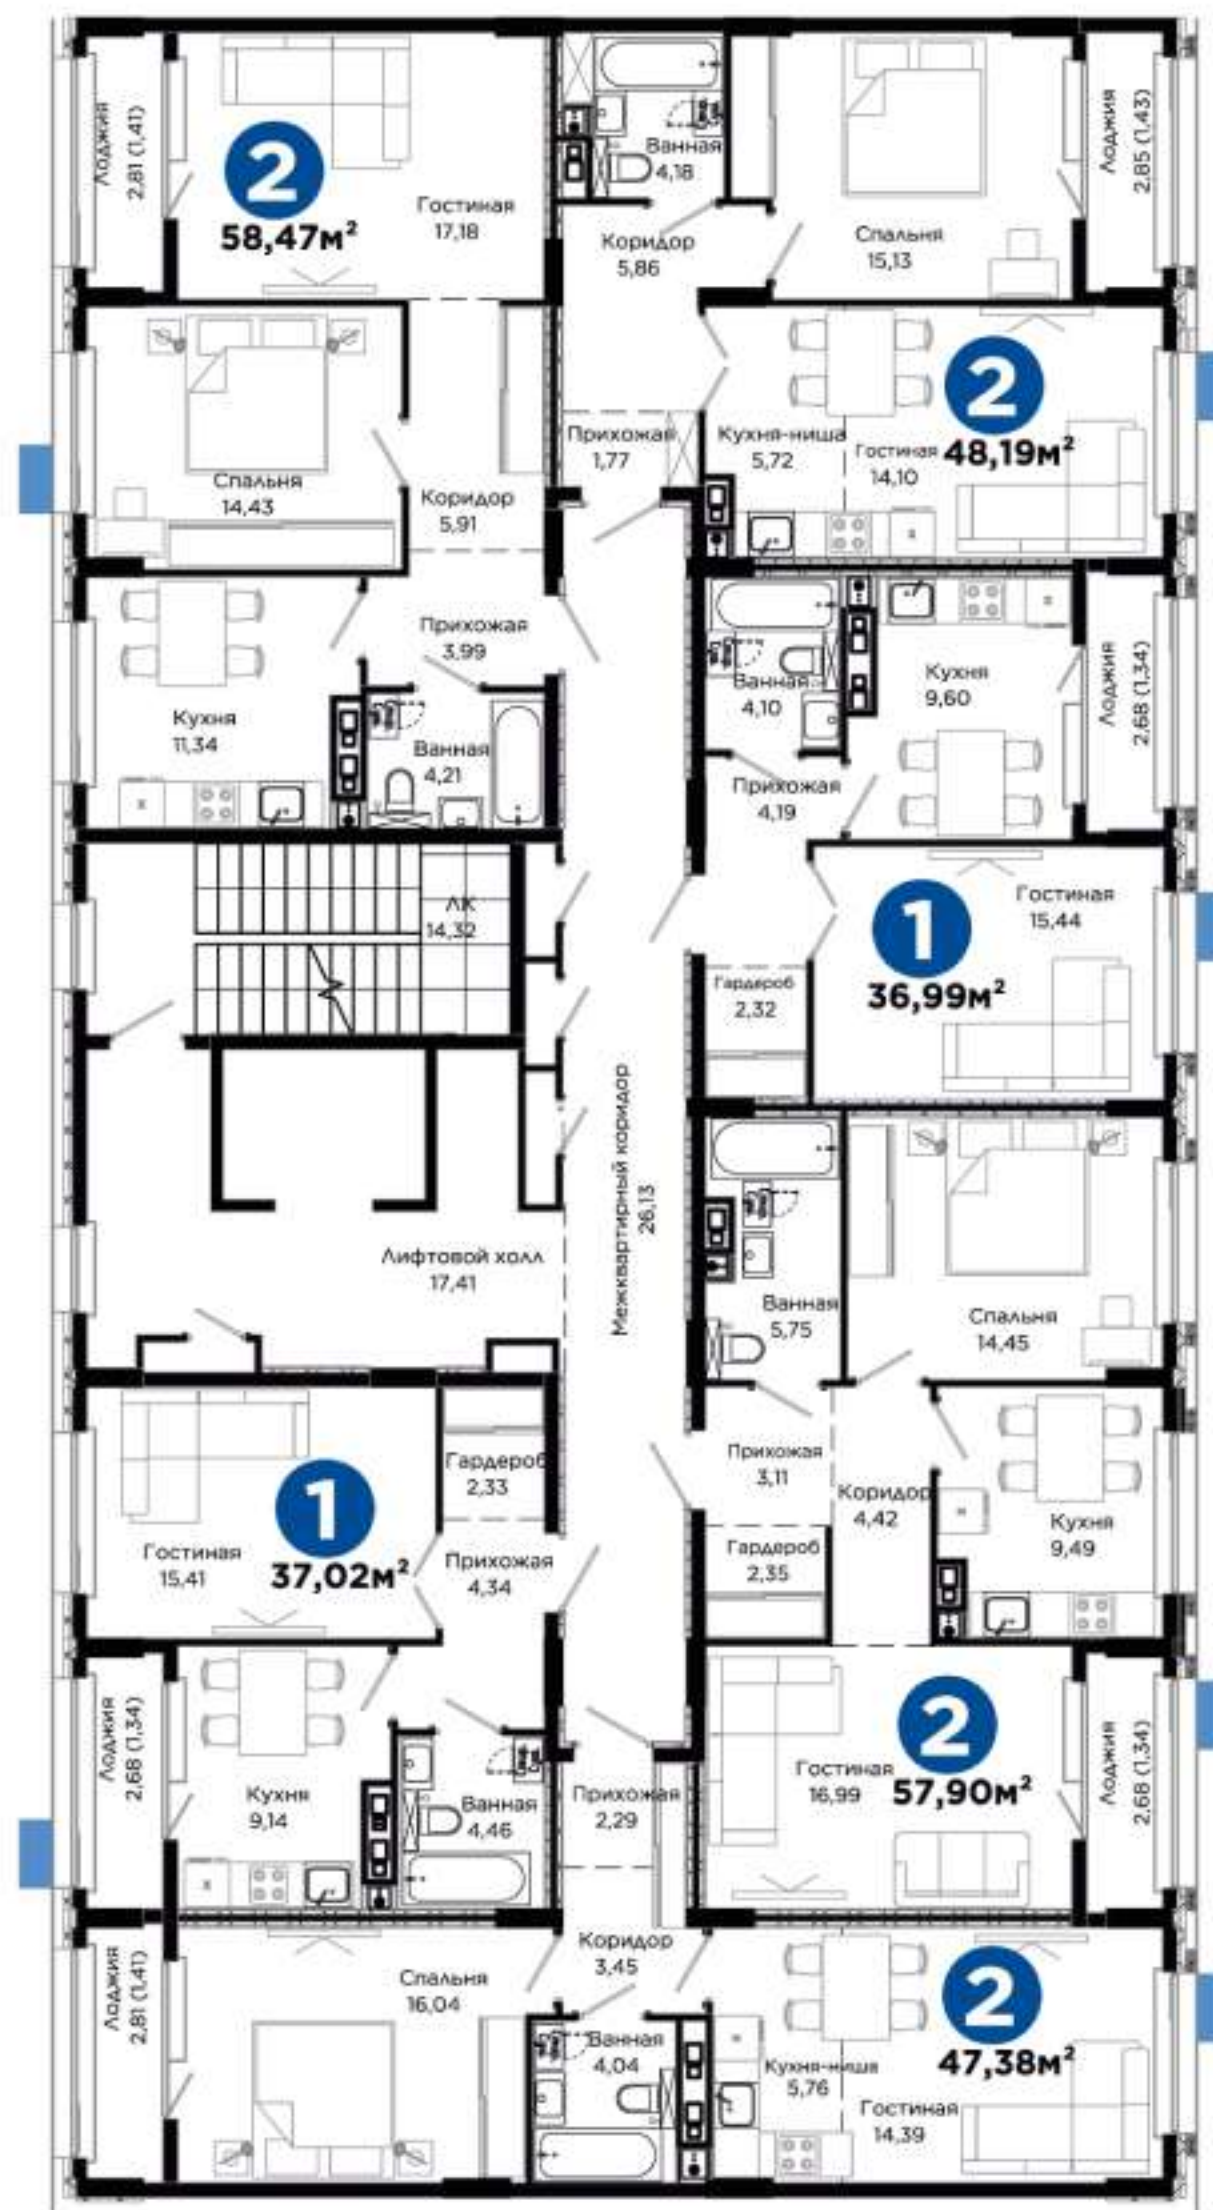 Лоджия
2,81 (1,41)
2
58,47м²
Гостиная
17,18
Ванная
4,18
Коридор
5,86
Спальня
15,13
Лоджия
2,85 (1,43)
Спальня
14,43
Коридор
5,91
Прихожая
1,77
Кухня-ниша
5,72
Гостиная
14,10
2
48,19м²
Кухня
11,34
Прихожая
3,99
Ванная
4,21
Ванная
4,10
Кухня
9,60
Лоджия
2,68 (1,34)
Прихожая
4,19
ЛК
14,32
Гостиная
15,44
1
36,99м²
Гардероб
2,32
Межквартирный коридор
26,13
Лифтовой холл
17,41
Ванная
5,75
Спальня
14,45
Гостиная
15,41
1
37,02м²
Гардероб
2,33
Прихожая
4,34
Прихожая
3,11
Коридор
4,42
Гардероб
2,35
Кухня
9,49
Лоджия
2,68 (1,34)
Кухня
9,14
Ванная
4,46
Прихожая
2,29
Гостиная
16,99
2
57,90м²
Лоджия
2,68 (1,34)
Лоджия
2,81 (1,41)
Спальня
16,04
Коридор
3,45
Ванная
4,04
Кухня-ниша
5,76
Гостиная
14,39
2
47,38м²